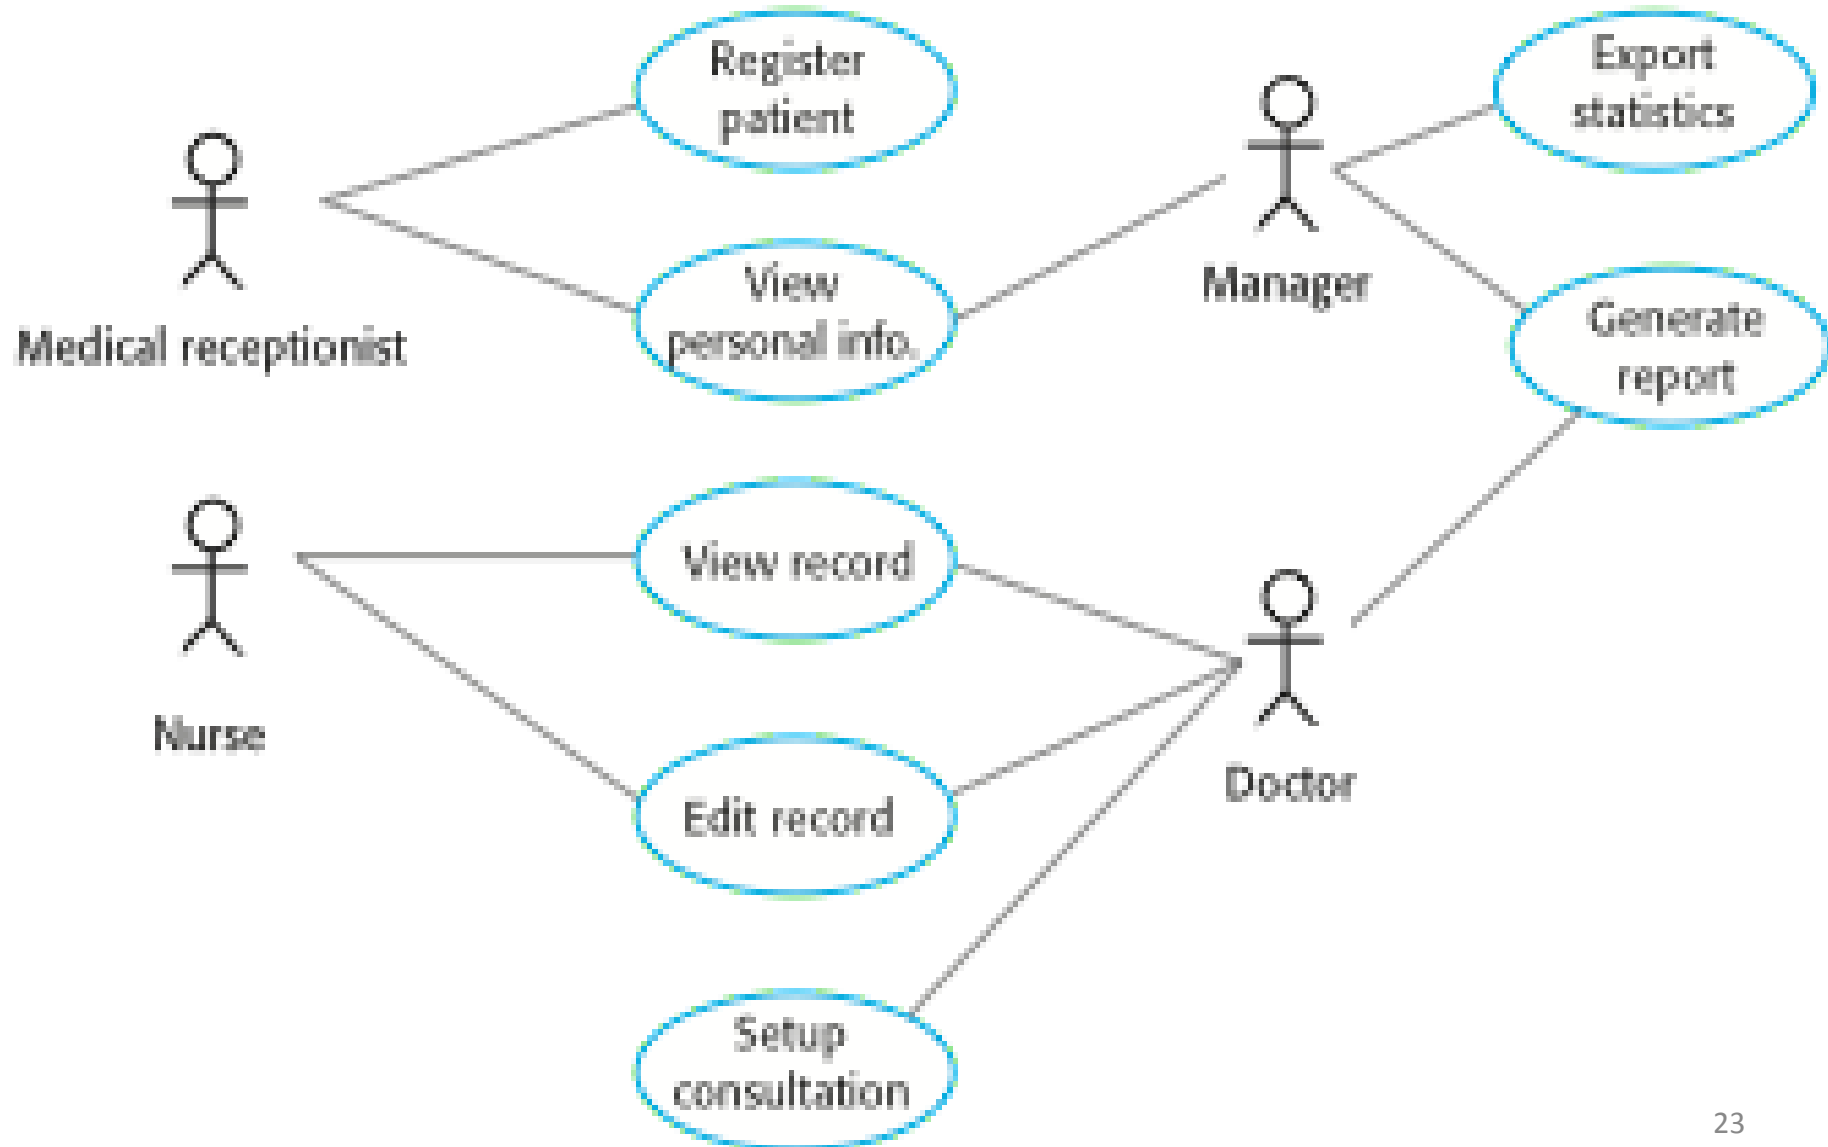 Register
patient
Export
statistics
View
personal info.
Manager
Generate
report
Medical receptionist
View record
Nurse
Edit record
Doctor
Setup
consultation
23